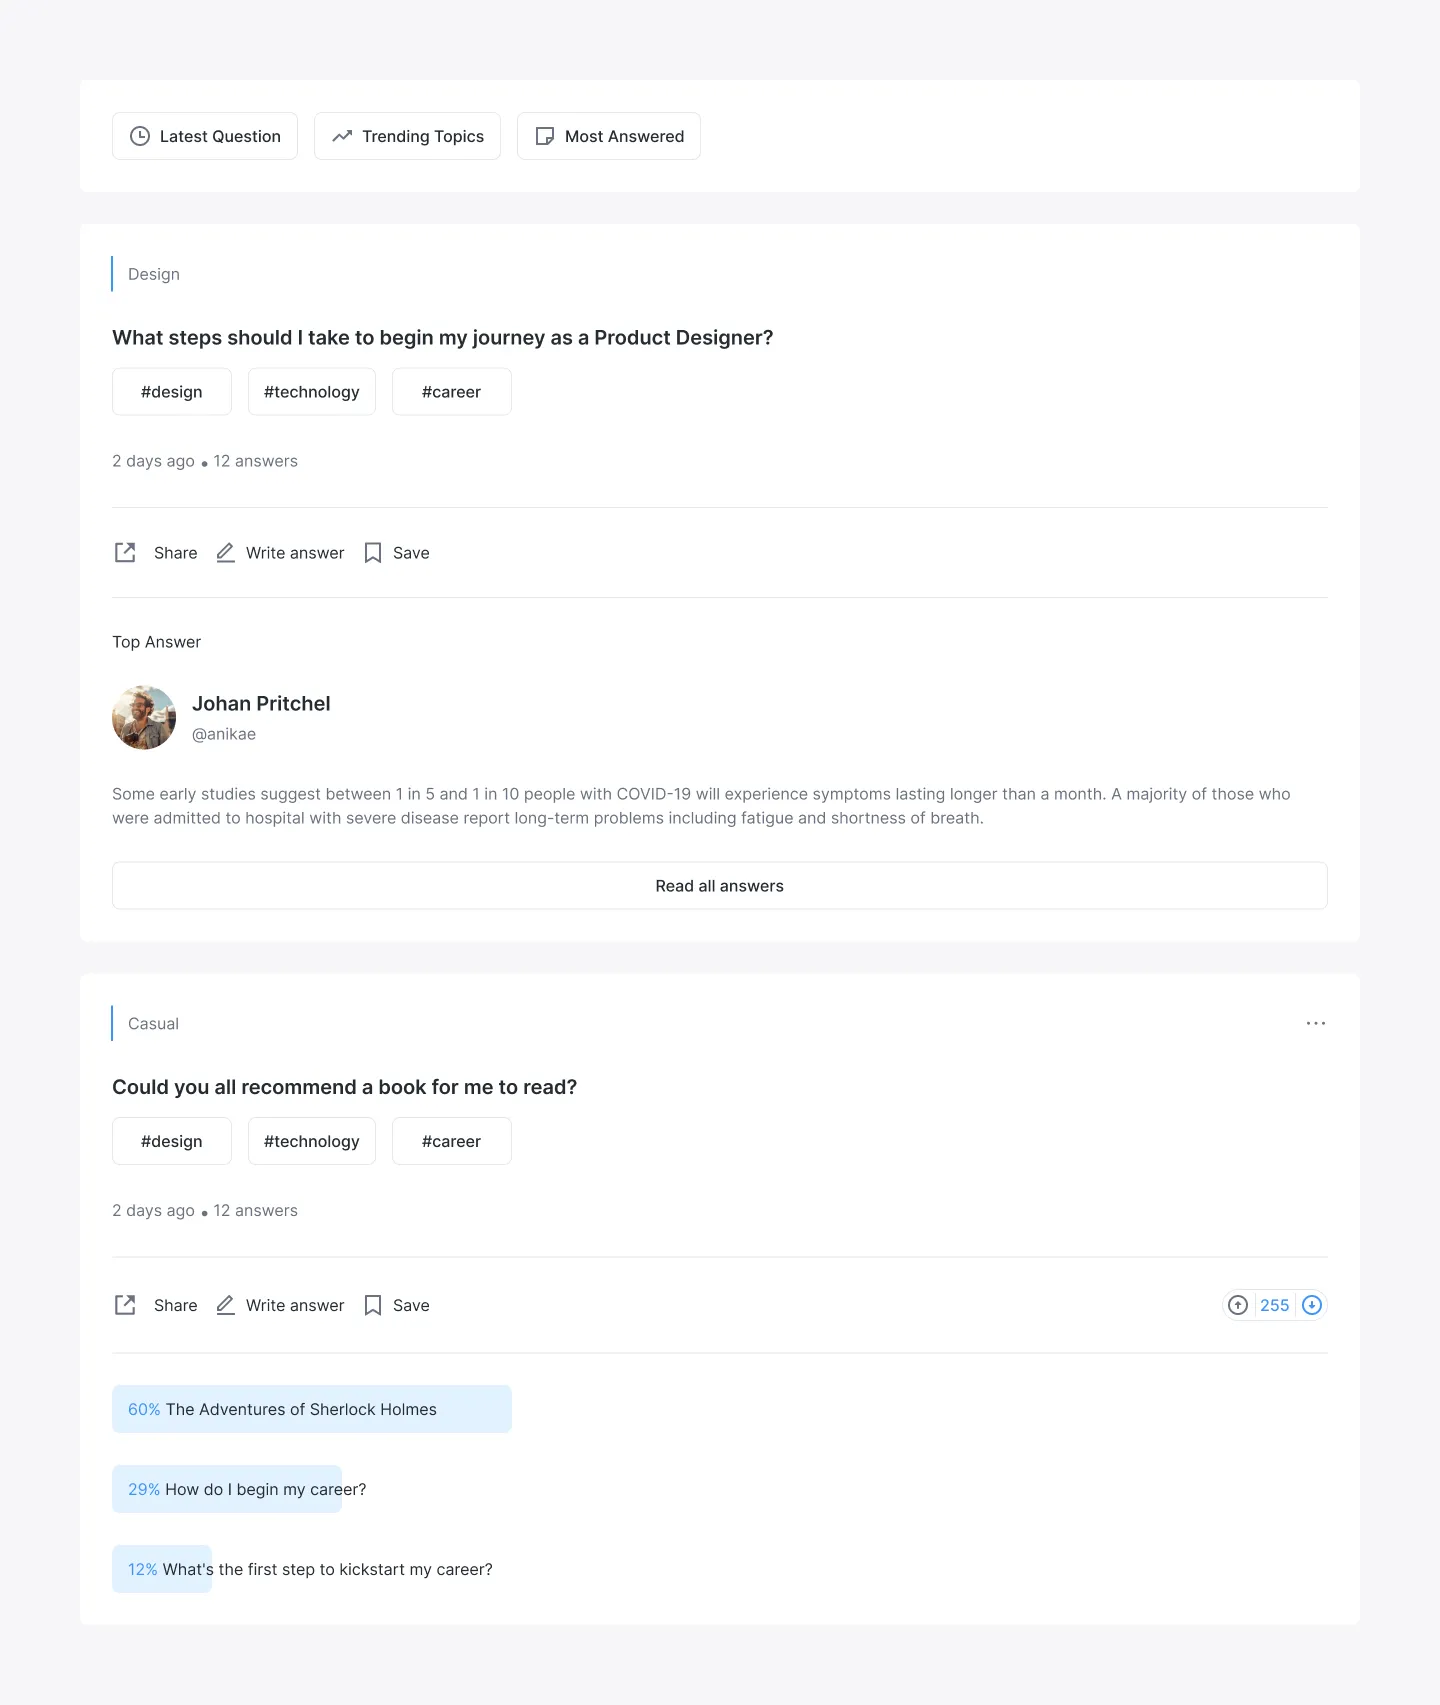 Latest Question
Trending Topics
Most Answered
Design
What steps should I take to begin my journey as a Product Designer?
#design
#technology
#career
2 days ago • 12 answers
Share
Write answer
Save
Top Answer
Johan Pritchel
@anikae
Some early studies suggest between 1 in 5 and 1 in 10 people with COVID-19 will experience symptoms lasting longer than a month. A majority of those who
were admitted to hospital with severe disease report long-term problems including fatigue and shortness of breath.
Read all answers
Casual
Could you all recommend a book for me to read?
#design
#technology
#career
2 days ago • 12 answers
Share
Write answer
Save
255
60% The Adventures of Sherlock Holmes
29% How do I begin my career?
12% What's the first step to kickstart my career?